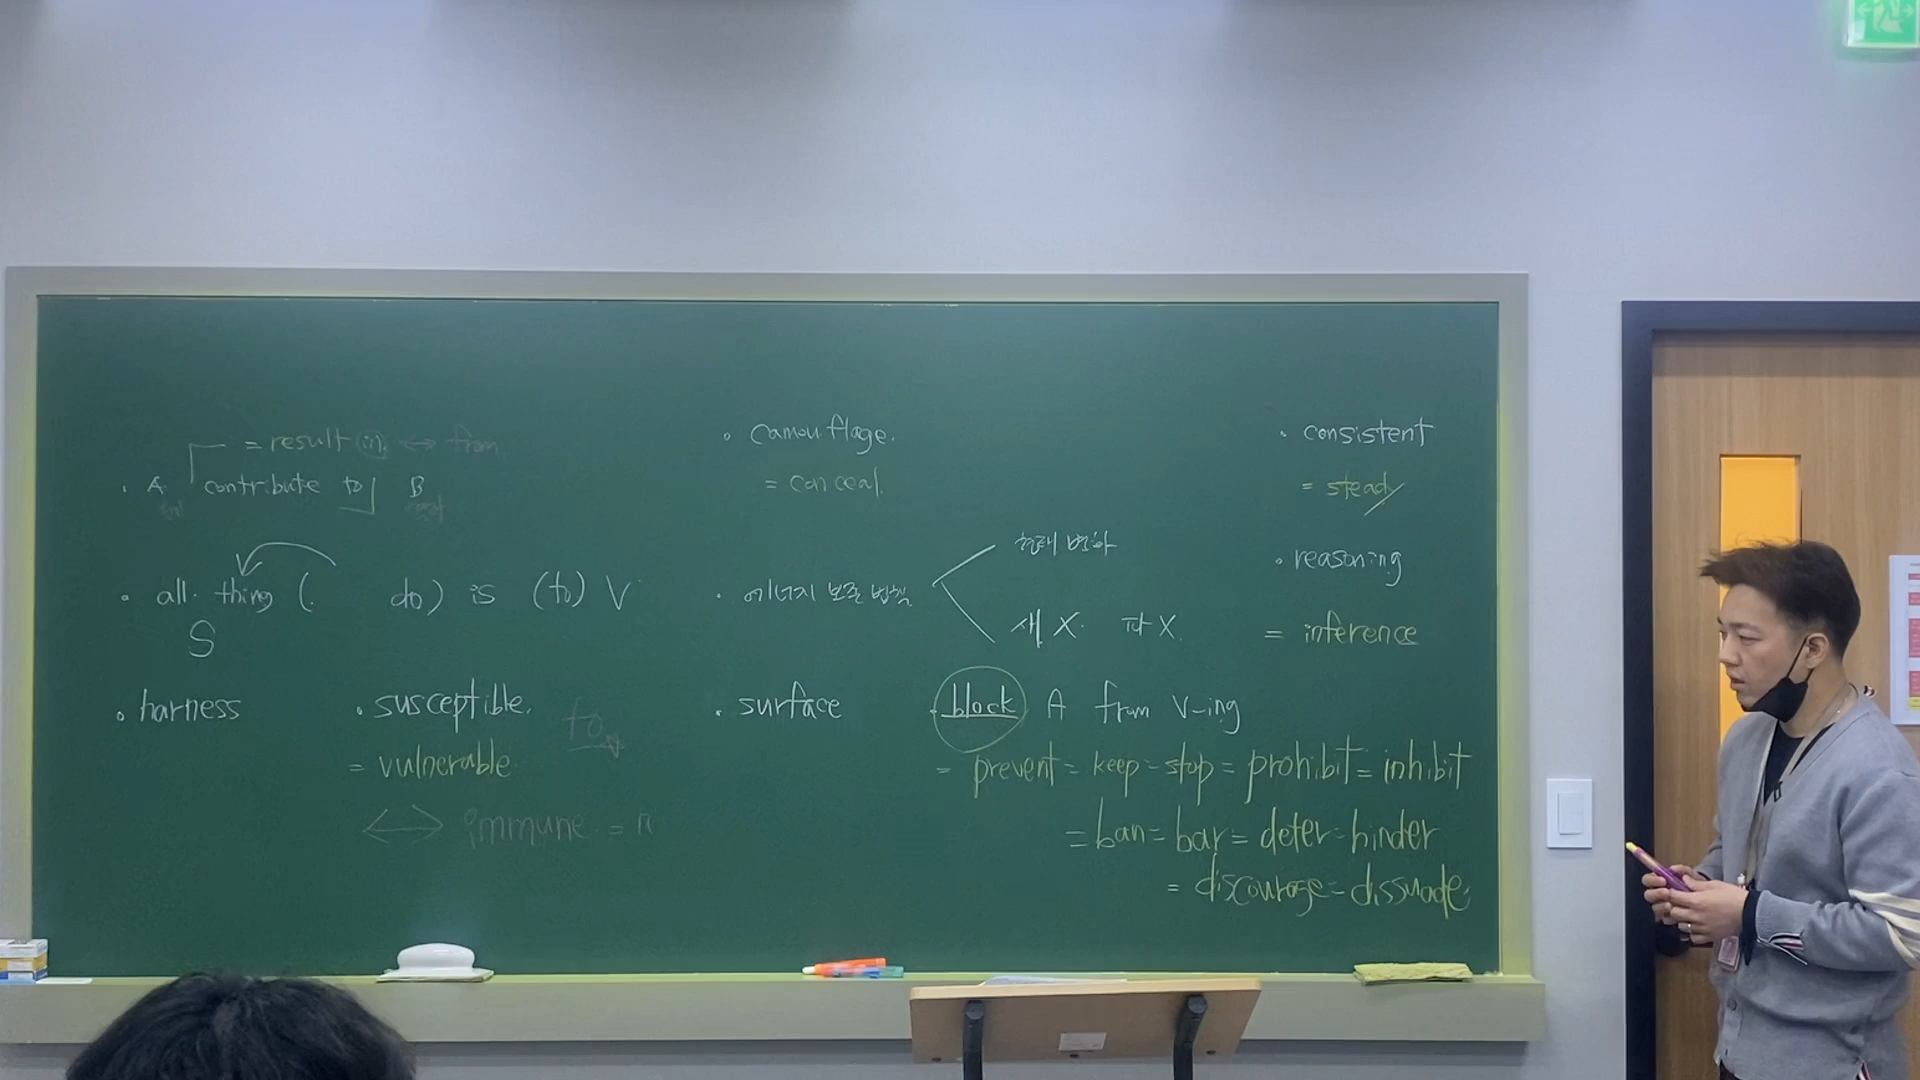 = result in ↔ from
· A contribute to B
· all thing ( do) is (to) V
S
· harness
· susceptible. to
= vulnerable
↔ immune =
· camouflage.
= conceal.
· 에너지 보존 법칙
형태 변화
새 X. 파 X.
· surface
· block A from V-ing
= prevent = keep = stop = prohibit = inhibit
= ban = bar = deter = hinder
= discourage = dissuade
· consistent
= steady
· reasoning
= inference